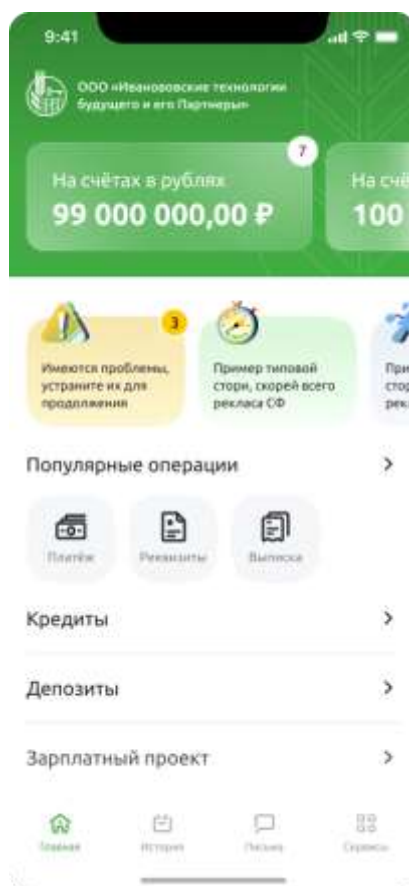 9:41
ООО «Ивановские технологии
будущего и его Партнеры»
7
На счётах в рублях
99 000 000,00 ₽
На счё
100
3
Имеются проблемы,
устраните их для
продолжения
Пример типовой
стори, скорей всего
рекласа СФ
При
стор
рек
Популярные операции
Платёж
Реквизиты
Выписка
Кредиты
Депозиты
Зарплатный проект
Главная
История
Письма
Сервисы